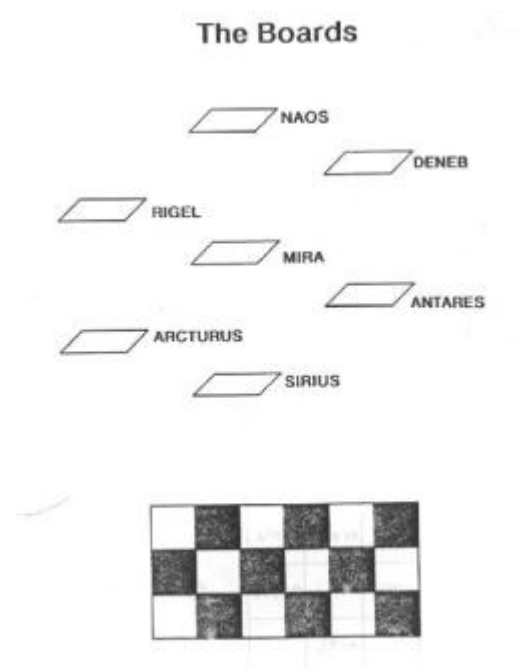 The Boards
NAOS
DENEB
RIGEL
MIRA
ANTARES
ARCTURUS
SIRIUS